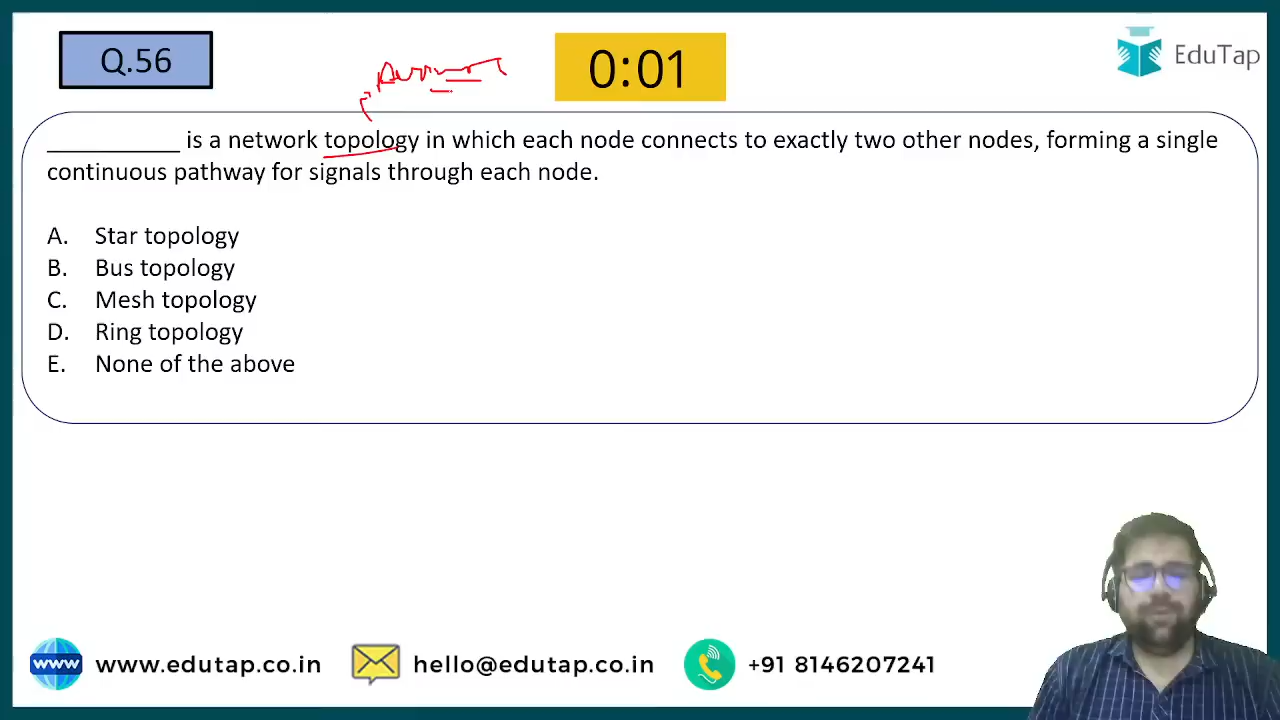 Q.56
0:01
EduTap
___________ is a network topology in which each node connects to exactly two other nodes, forming a single
continuous pathway for signals through each node.
A. Star topology
B. Bus topology
C. Mesh topology
D. Ring topology
E. None of the above
www www.edutap.co.in hello@edutap.co.in +91 8146207241